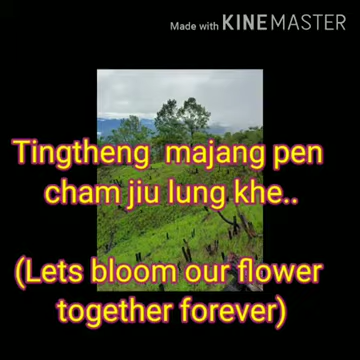 Made with KINEMASTER
Tingtheng majang pen
cham jiu lung khe..
(Lets bloom our flower
together forever)